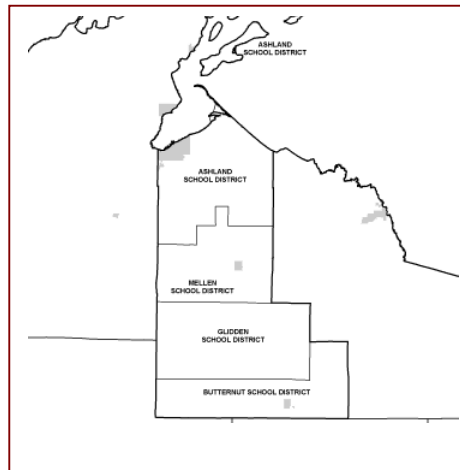 ASHLAND
SCHOOL DISTRICT
ASHLAND
SCHOOL DISTRICT
MELLEN
SCHOOL DISTRICT
GLIDDEN
SCHOOL DISTRICT
BUTTERNUT SCHOOL DISTRICT